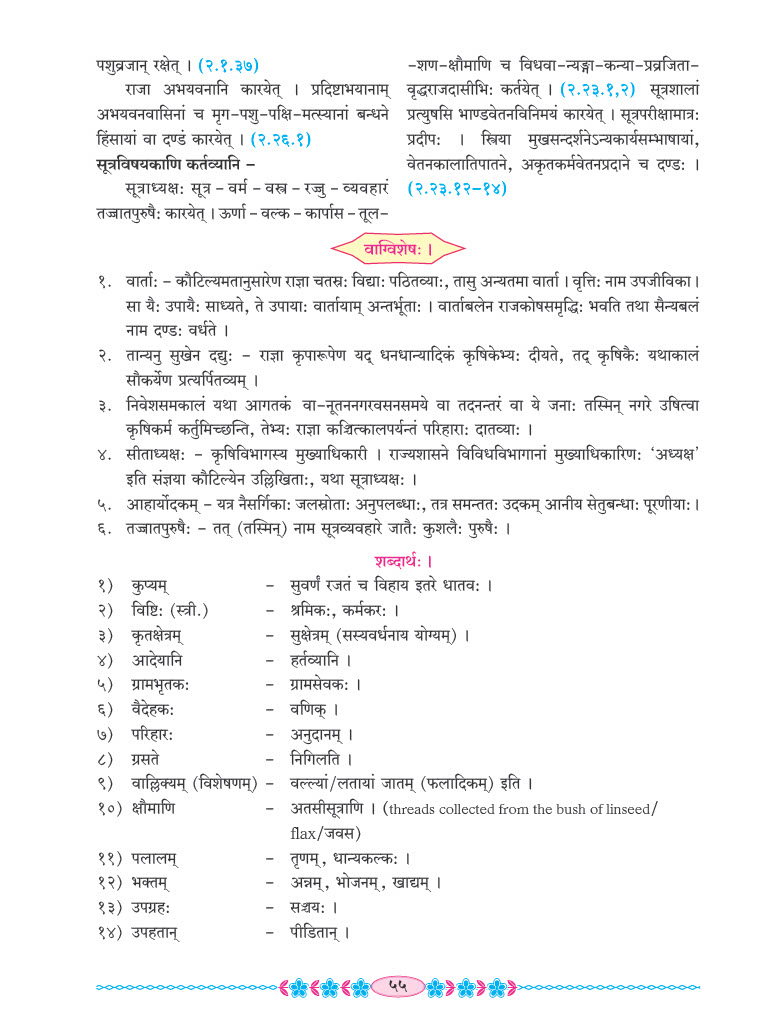 पशुव्रजान् रक्षेत् । (२.१.३७)
राजा अभयवनानि कारयेत् । प्रदिष्टाभयानाम्
अभयवनवासिनां च मृग-पशु-पक्षि-मत्स्यानां बन्धने
हिंसायां वा दण्डं कारयेत् । (२.२६.१)
सूत्रविषयकाणि कर्तव्यानि –
सूत्राध्यक्षः सूत्र – वर्म – वस्त्र – रज्जु – व्यवहारं
तज्जातपुरुषैः कारयेत् । ऊर्णा – वल्क – कार्पास – तूल–
-शण-क्षौमाणि च विधवा-न्यङ्गा-कन्या-प्रव्रजिता-
वृद्धराजदासीभिः कर्तयेत् । (२.२३.१,२) सूत्रशालां
प्रत्युषसि भाण्डवेतनविनिमयं कारयेत् । सूत्रपरीक्षामात्रः
प्रदीपः । स्त्रिया मुखसन्दर्शनेऽन्यकार्यसम्भाषायां,
वेतनकालातिपातने, अकृतकर्मवेतनप्रदाने च दण्डः ।
(२.२३.१२–१४)
वाग्विशेषः ।
१. वार्ताः – कौटिल्यमतानुसारेण राज्ञा चतस्रः विद्याः पठितव्याः, तासु अन्यतमा वार्ता । वृत्तिः नाम उपजीविका ।
सा यैः उपायैः साध्यते, ते उपायाः वार्तायाम् अन्तर्भूताः । वार्ताबलेन राजकोषसमृद्धिः भवति तथा सैन्यबलं
नाम दण्डः वर्धते ।
२. तान्यनु सुखेन दद्युः – राज्ञा कृपारूपेण यद् धनधान्यादिकं कृषिकेभ्यः दीयते, तद् कृषिकैः यथाकालं
सौकर्येण प्रत्यर्पितव्यम् ।
३. निवेशसमकालं यथा आगतकं वा-नूतननगरवसनसमये वा तदनन्तरं वा ये जनाः तस्मिन् नगरे उषित्वा
कृषिकर्म कर्तुमिच्छन्ति, तेभ्यः राज्ञा कञ्चित्कालपर्यन्तं परिहाराः दातव्याः ।
४. सीताध्यक्षः – कृषिविभागस्य मुख्याधिकारी । राज्यशासने विविधविभागानां मुख्याधिकारिणः ‘अध्यक्ष’
इति संज्ञया कौटिल्येन उल्लिखिताः, यथा सूत्राध्यक्षः ।
५. आहार्योदकम् – यत्र नैसर्गिकाः जलस्रोताः अनुपलब्धाः, तत्र समन्ततः उदकम् आनीय सेतुबन्धाः पूरणीयाः ।
६. तज्जातपुरुषैः – तत् (तस्मिन्) नाम सूत्रव्यवहारे जातैः कुशलैः पुरुषैः ।
शब्दार्थः ।
१) कुप्यम् – सुवर्णं रजतं च विहाय इतरे धातवः ।
२) विष्टिः (स्त्री.) – श्रमिकः, कर्मकरः ।
३) कृतक्षेत्रम् – सुक्षेत्रम् (सस्यवर्धनाय योग्यम्) ।
४) आदेयानि – हर्तव्यानि ।
५) ग्रामभृतकः – ग्रामसेवकः ।
६) वैदेहकः – वणिक् ।
७) परिहारः – अनुदानम् ।
८) ग्रसते – निगिलति ।
९) वाल्लिक्यम् (विशेषणम्) – वल्ल्यां/लतायां जातम् (फलादिकम्) इति ।
१०) क्षौमाणि – अतसीसूत्राणि । (threads collected from the bush of linseed/
flax/जवस)
११) पलालम् – तृणम्, धान्यकल्कः ।
१२) भक्तम् – अन्नम्, भोजनम्, खाद्यम् ।
१३) उपग्रहः – सञ्चयः ।
१४) उपहतान् – पीडितान् ।
५५